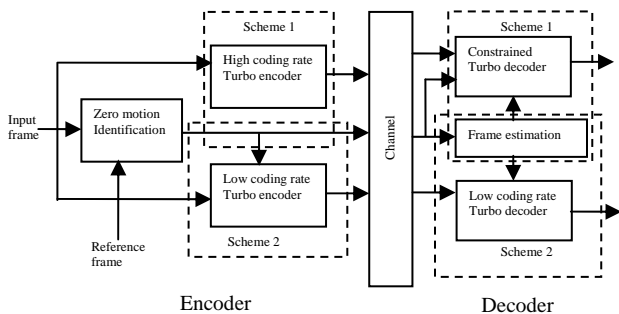 Scheme 1
High coding rate
Turbo encoder
Input
frame
Zero motion
Identification
Low coding rate
Turbo encoder
Reference
frame
Scheme 2
Encoder
Channel
Scheme 1
Constrained
Turbo decoder
Frame estimation
Low coding rate
Turbo decoder
Scheme 2
Decoder